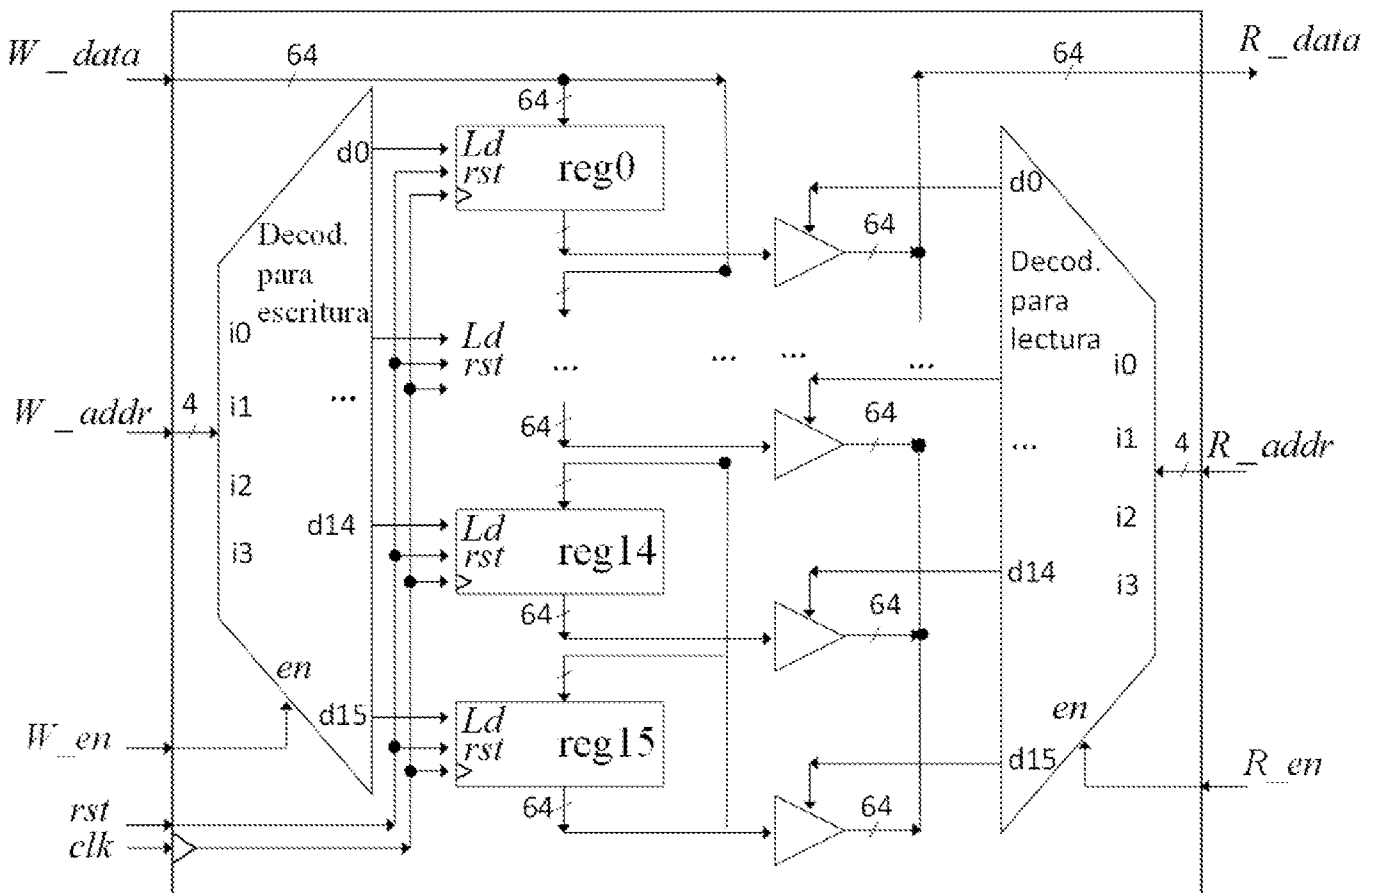 W_data
64
64
R_data
64
d0
Ld
rst
reg0
d0
64
Decod.
para
escritura
Decod.
para
lectura
i0
Ld
rst
...
...
...
...
i0
...
W_addr
4
i1
64
64
...
i1
4
R_addr
i2
i2
d14
Ld
rst
reg14
i3
d14
i3
64
64
en
en
d15
Ld
rst
reg15
W_en
d15
R_en
64
64
rst
clk